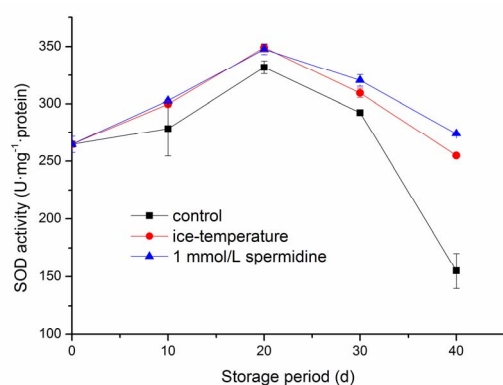 SOD activity (U·mg⁻¹·protein)
350
300
250
200
150
100
control
ice-temperature
1 mmol/L spermidine
0
10
20
30
40
Storage period (d)